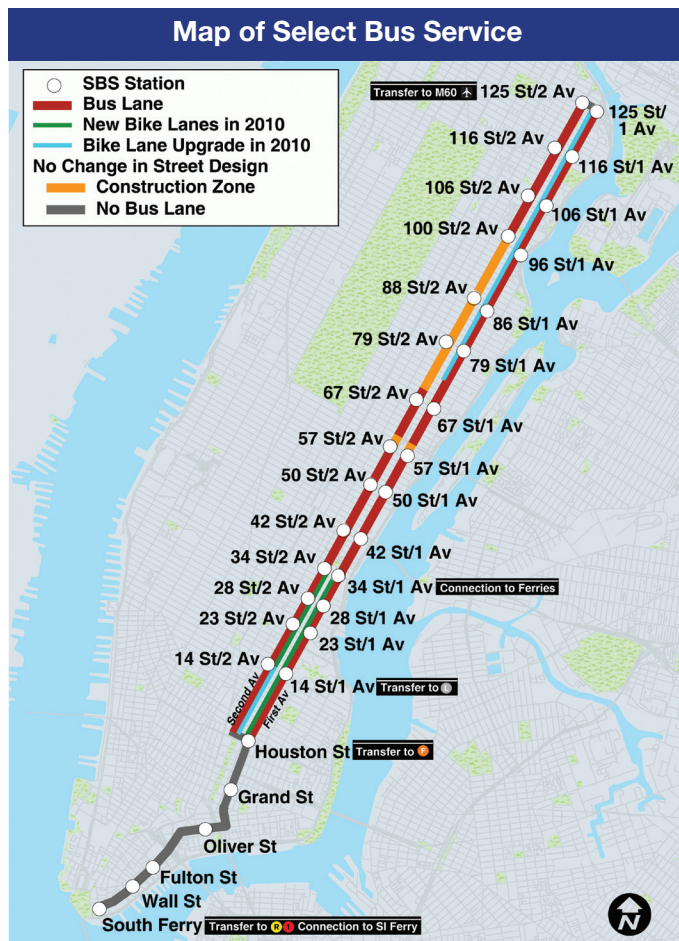 Map of Select Bus Service
SBS Station
Bus Lane
New Bike Lanes in 2010
Bike Lane Upgrade in 2010
No Change in Street Design
Construction Zone
No Bus Lane
Transfer to M60
125 St/2 Av
125 St/
1 Av
116 St/2 Av
116 St/1 Av
106 St/2 Av
106 St/1 Av
100 St/2 Av
96 St/1 Av
88 St/2 Av
86 St/1 Av
79 St/2 Av
79 St/1 Av
67 St/2 Av
67 St/1 Av
57 St/2 Av
57 St/1 Av
50 St/2 Av
50 St/1 Av
42 St/2 Av
42 St/1 Av
34 St/2 Av
34 St/1 Av Connection to Ferries
28 St/2 Av
28 St/1 Av
23 St/2 Av
23 St/1 Av
14 St/2 Av
14 St/1 Av Transfer to L
Second Av
First Av
Houston St Transfer to F
Grand St
Oliver St
Fulton St
Wall St
South Ferry Transfer to R 1 Connection to SI Ferry
N